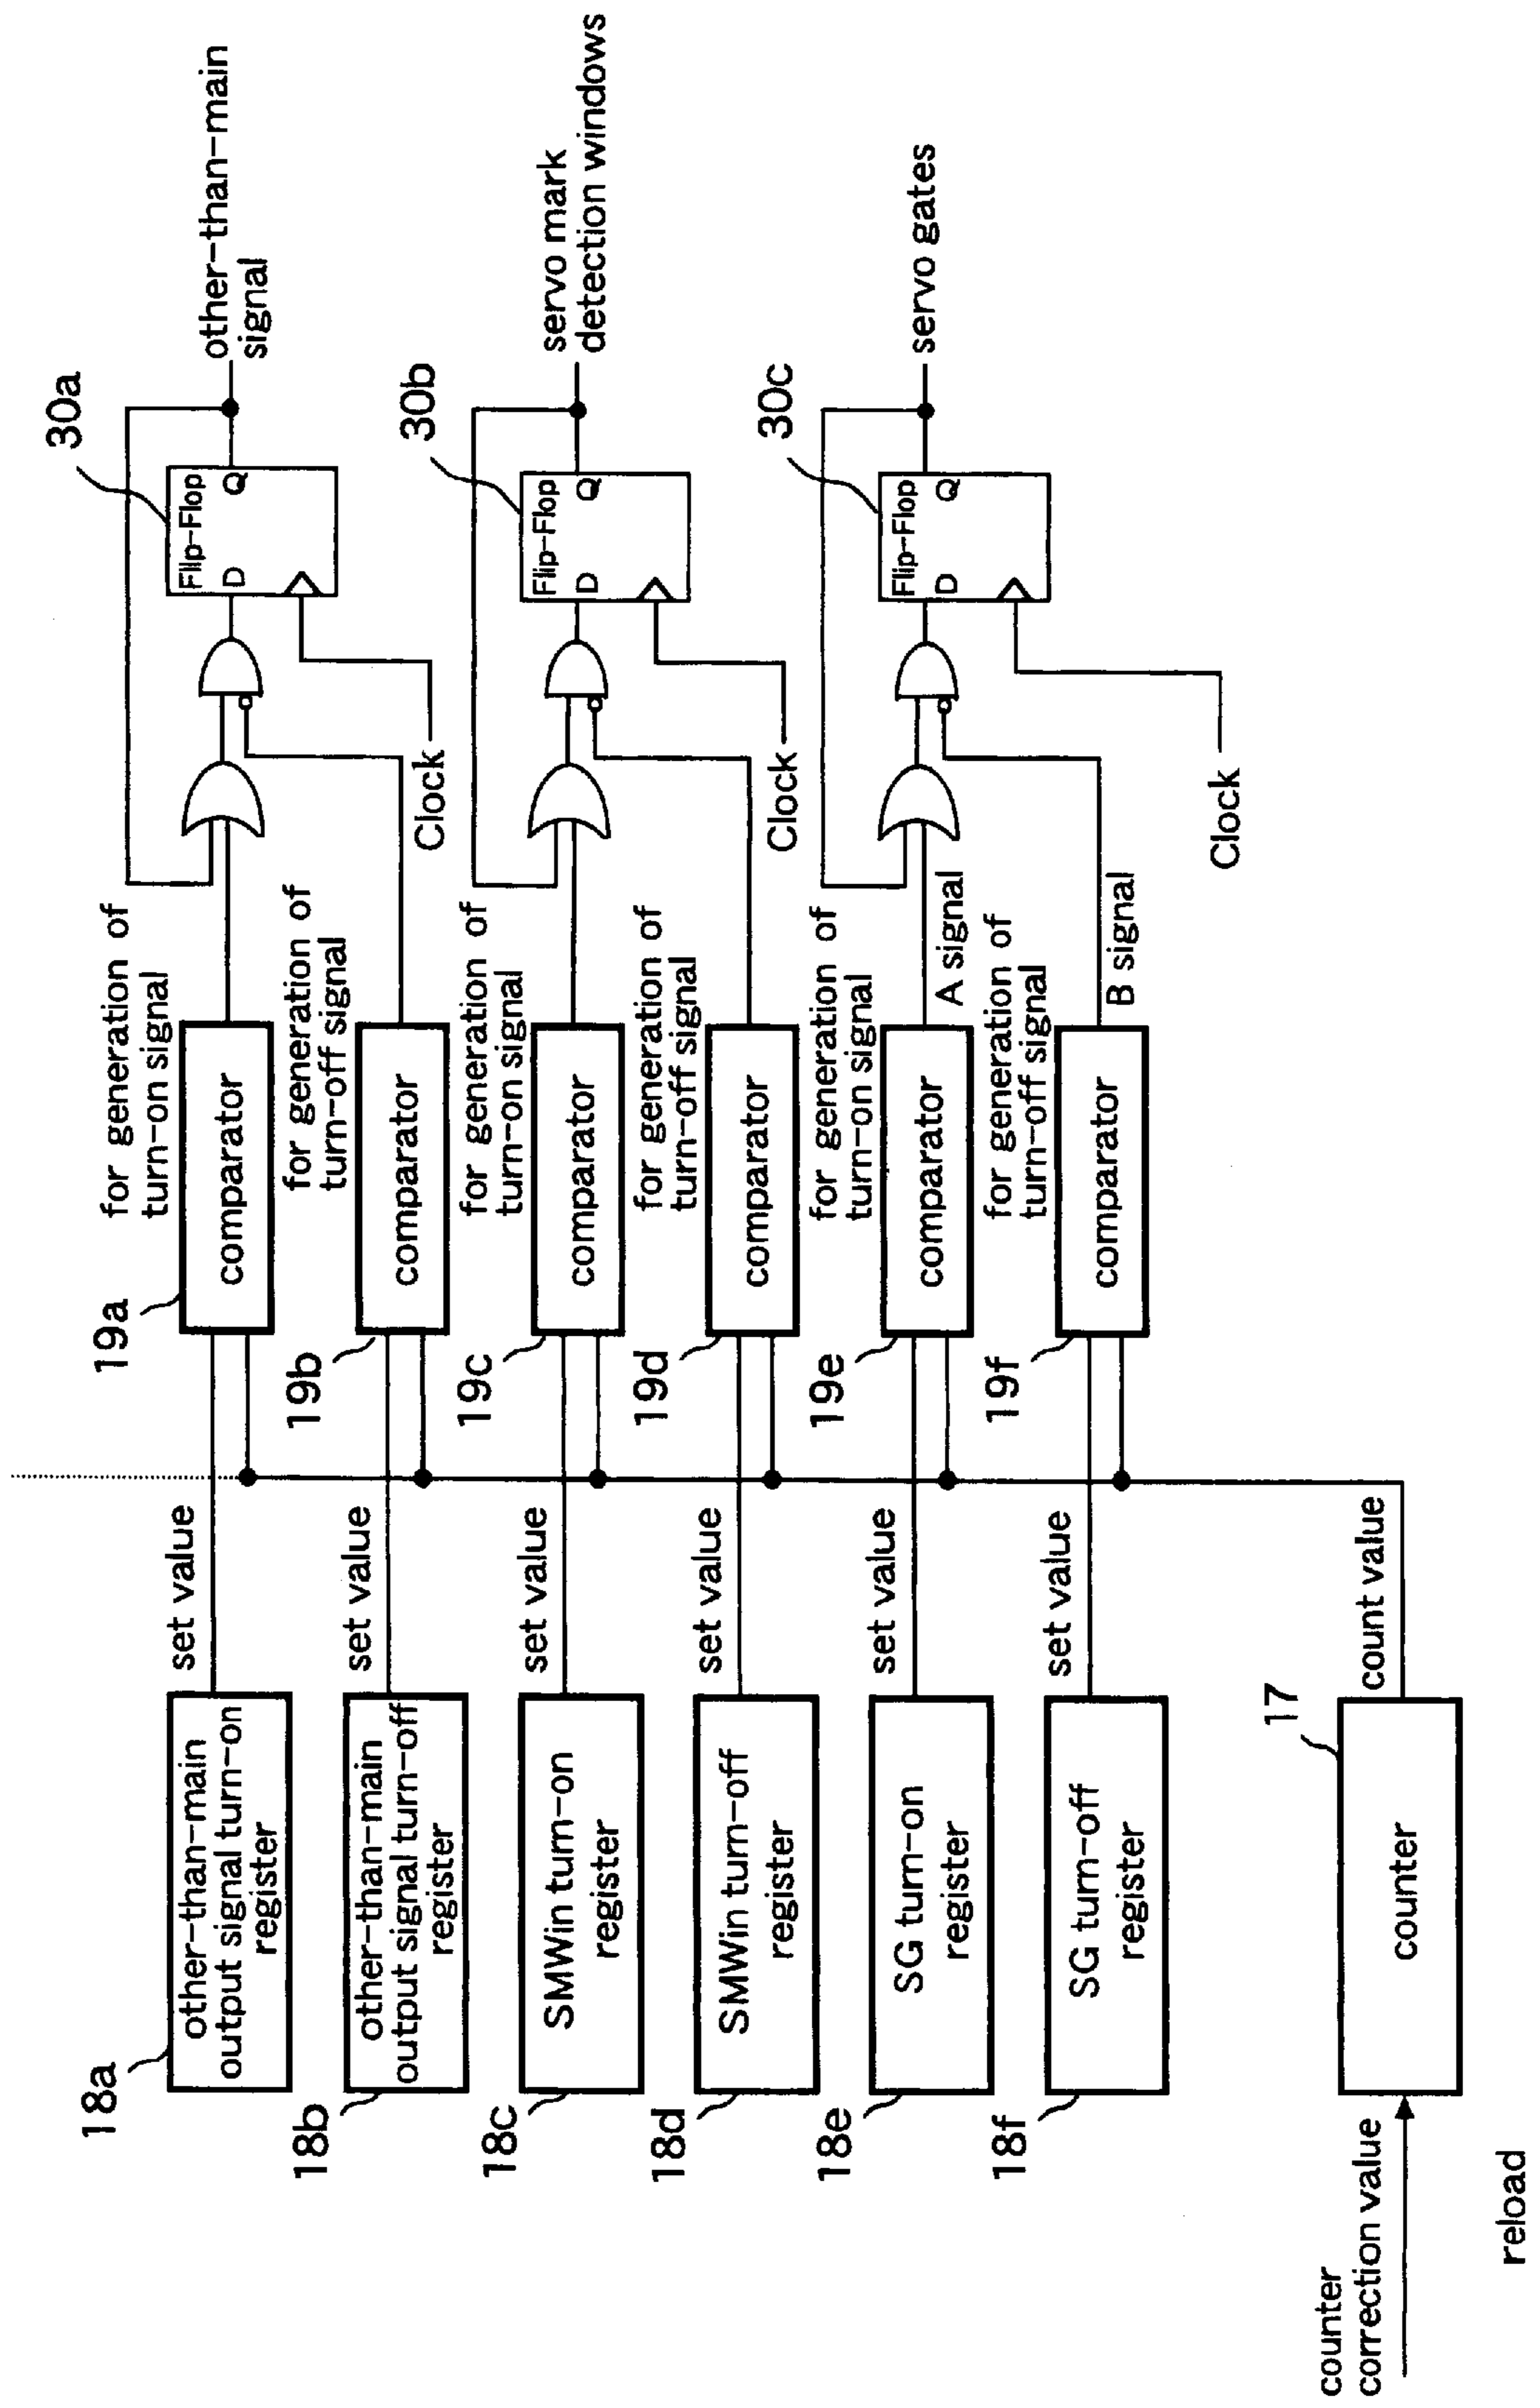 18a
other-than-main
output signal turn-on
register
set value
19a
for generation of
turn-on signal
comparator
30a
Flip-Flop
D
Q
Clock
other-than-main
signal
18b
other-than-main
output signal turn-off
register
set value
19b
for generation of
turn-off signal
comparator
18c
SMWin turn-on
register
set value
19c
for generation of
turn-on signal
comparator
30b
Flip-Flop
D
Q
Clock
servo mark
detection windows
18d
SMWin turn-off
register
set value
19d
for generation of
turn-off signal
comparator
18e
SG turn-on
register
set value
19e
for generation of
turn-on signal
comparator
A signal
30c
Flip-Flop
D
Q
Clock
servo gates
18f
SG turn-off
register
set value
19f
for generation of
turn-off signal
comparator
B signal
counter
correction value
17
counter
count value
reload